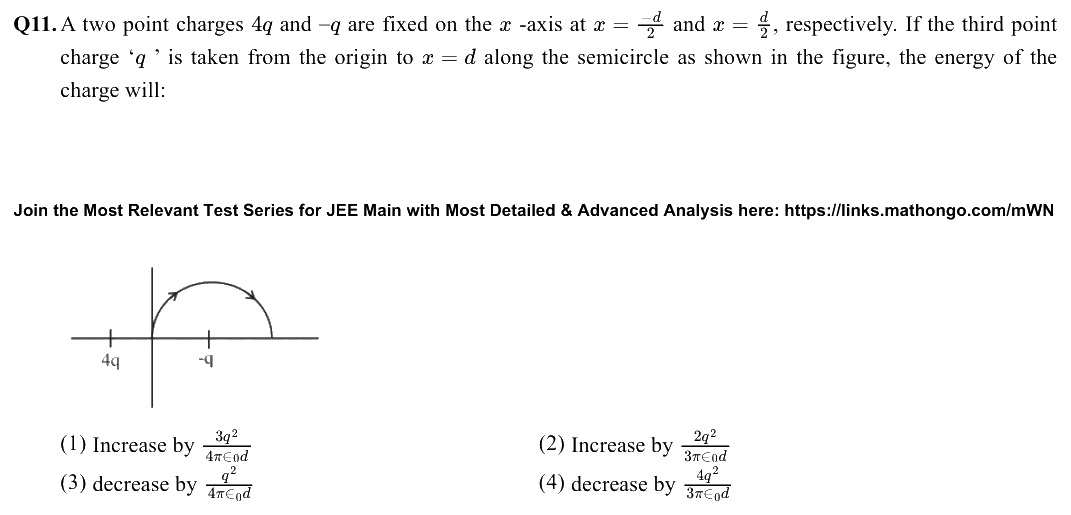 Q11. A two point charges 4q and −q are fixed on the x -axis at x = −d/2 and x = d/2, respectively. If the third point
charge ‘q ’ is taken from the origin to x = d along the semicircle as shown in the figure, the energy of the
charge will:
Join the Most Relevant Test Series for JEE Main with Most Detailed & Advanced Analysis here: https://links.mathongo.com/mWN
4q -q
(1) Increase by 3q²/4π∈₀d (2) Increase by 2q²/3π∈₀d
(3) decrease by q²/4π∈₀d (4) decrease by 4q²/3π∈₀d